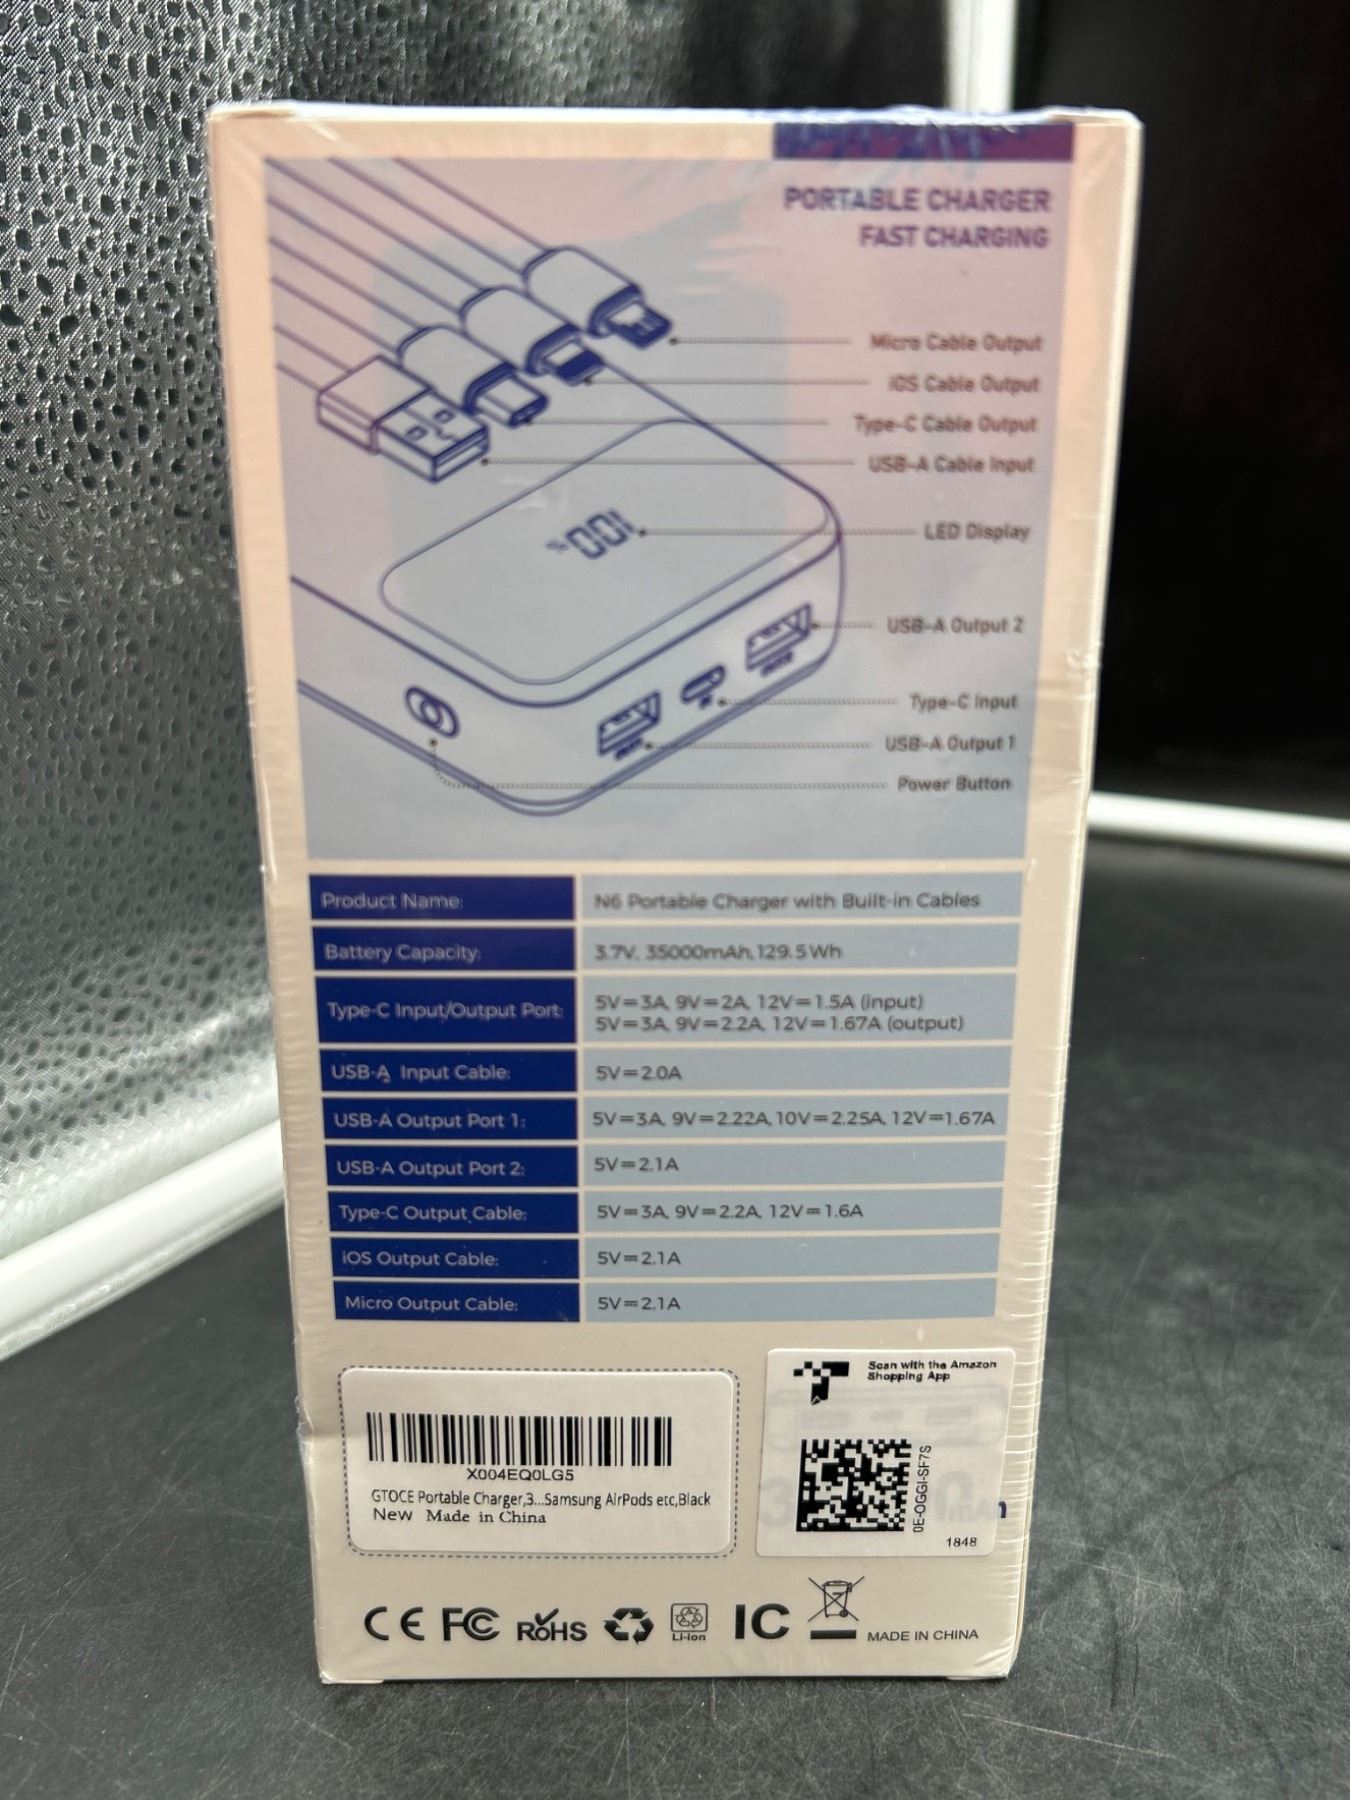 PORTABLE CHARGER
FAST CHARGING
Micro Cable Output
iOS Cable Output
Type-C Cable Output
USB-A Cable Input
LED Display
100%
USB-A Output 2
Type-C Input
USB-A Output 1
Power Button
Product Name: N6 Portable Charger with Built-in Cables
Battery Capacity: 3.7V, 35000mAh,129.5Wh
Type-C Input/Output Port: 5V⎓3A, 9V⎓2A, 12V⎓1.5A (input)
5V⎓3A, 9V⎓2.2A, 12V⎓1.67A (output)
USB-A Input Cable: 5V⎓2.0A
USB-A Output Port 1: 5V⎓3A, 9V⎓2.22A, 10V⎓2.25A, 12V⎓1.67A
USB-A Output Port 2: 5V⎓2.1A
Type-C Output Cable: 5V⎓3A, 9V⎓2.2A, 12V⎓1.6A
iOS Output Cable: 5V⎓2.1A
Micro Output Cable: 5V⎓2.1A
Scan with the Amazon
Shopping App
X004EQ0LG5
GTOCE Portable Charger,3...Samsung AirPods etc,Black
New Made in China
0E-OGGI-SF7S
1848
CE FC RoHS Li-Ion IC MADE IN CHINA